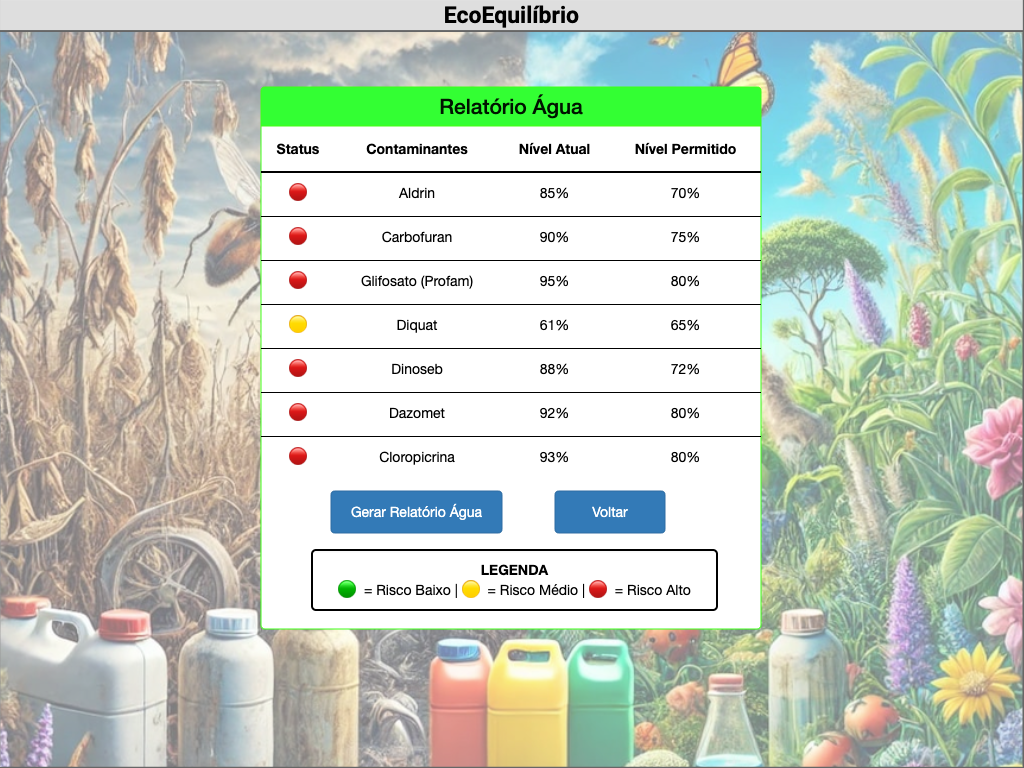 EcoEquilíbrio
Relatório Água
Status Contaminantes Nível Atual Nível Permitido
Aldrin 85% 70%
Carbofuran 90% 75%
Glifosato (Profam) 95% 80%
Diquat 61% 65%
Dinoseb 88% 72%
Dazomet 92% 80%
Cloropicrina 93% 80%
Gerar Relatório Água Voltar
LEGENDA
= Risco Baixo | = Risco Médio | = Risco Alto